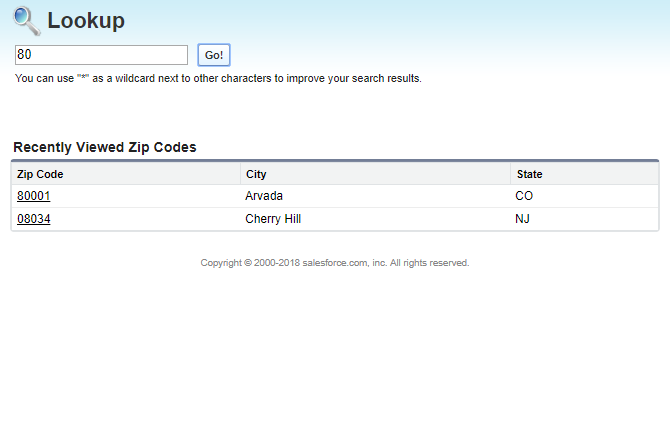 Lookup
80 Go!
You can use "*" as a wildcard next to other characters to improve your search results.
Recently Viewed Zip Codes
Zip Code City State
80001 Arvada CO
08034 Cherry Hill NJ
Copyright © 2000-2018 salesforce.com, inc. All rights reserved.